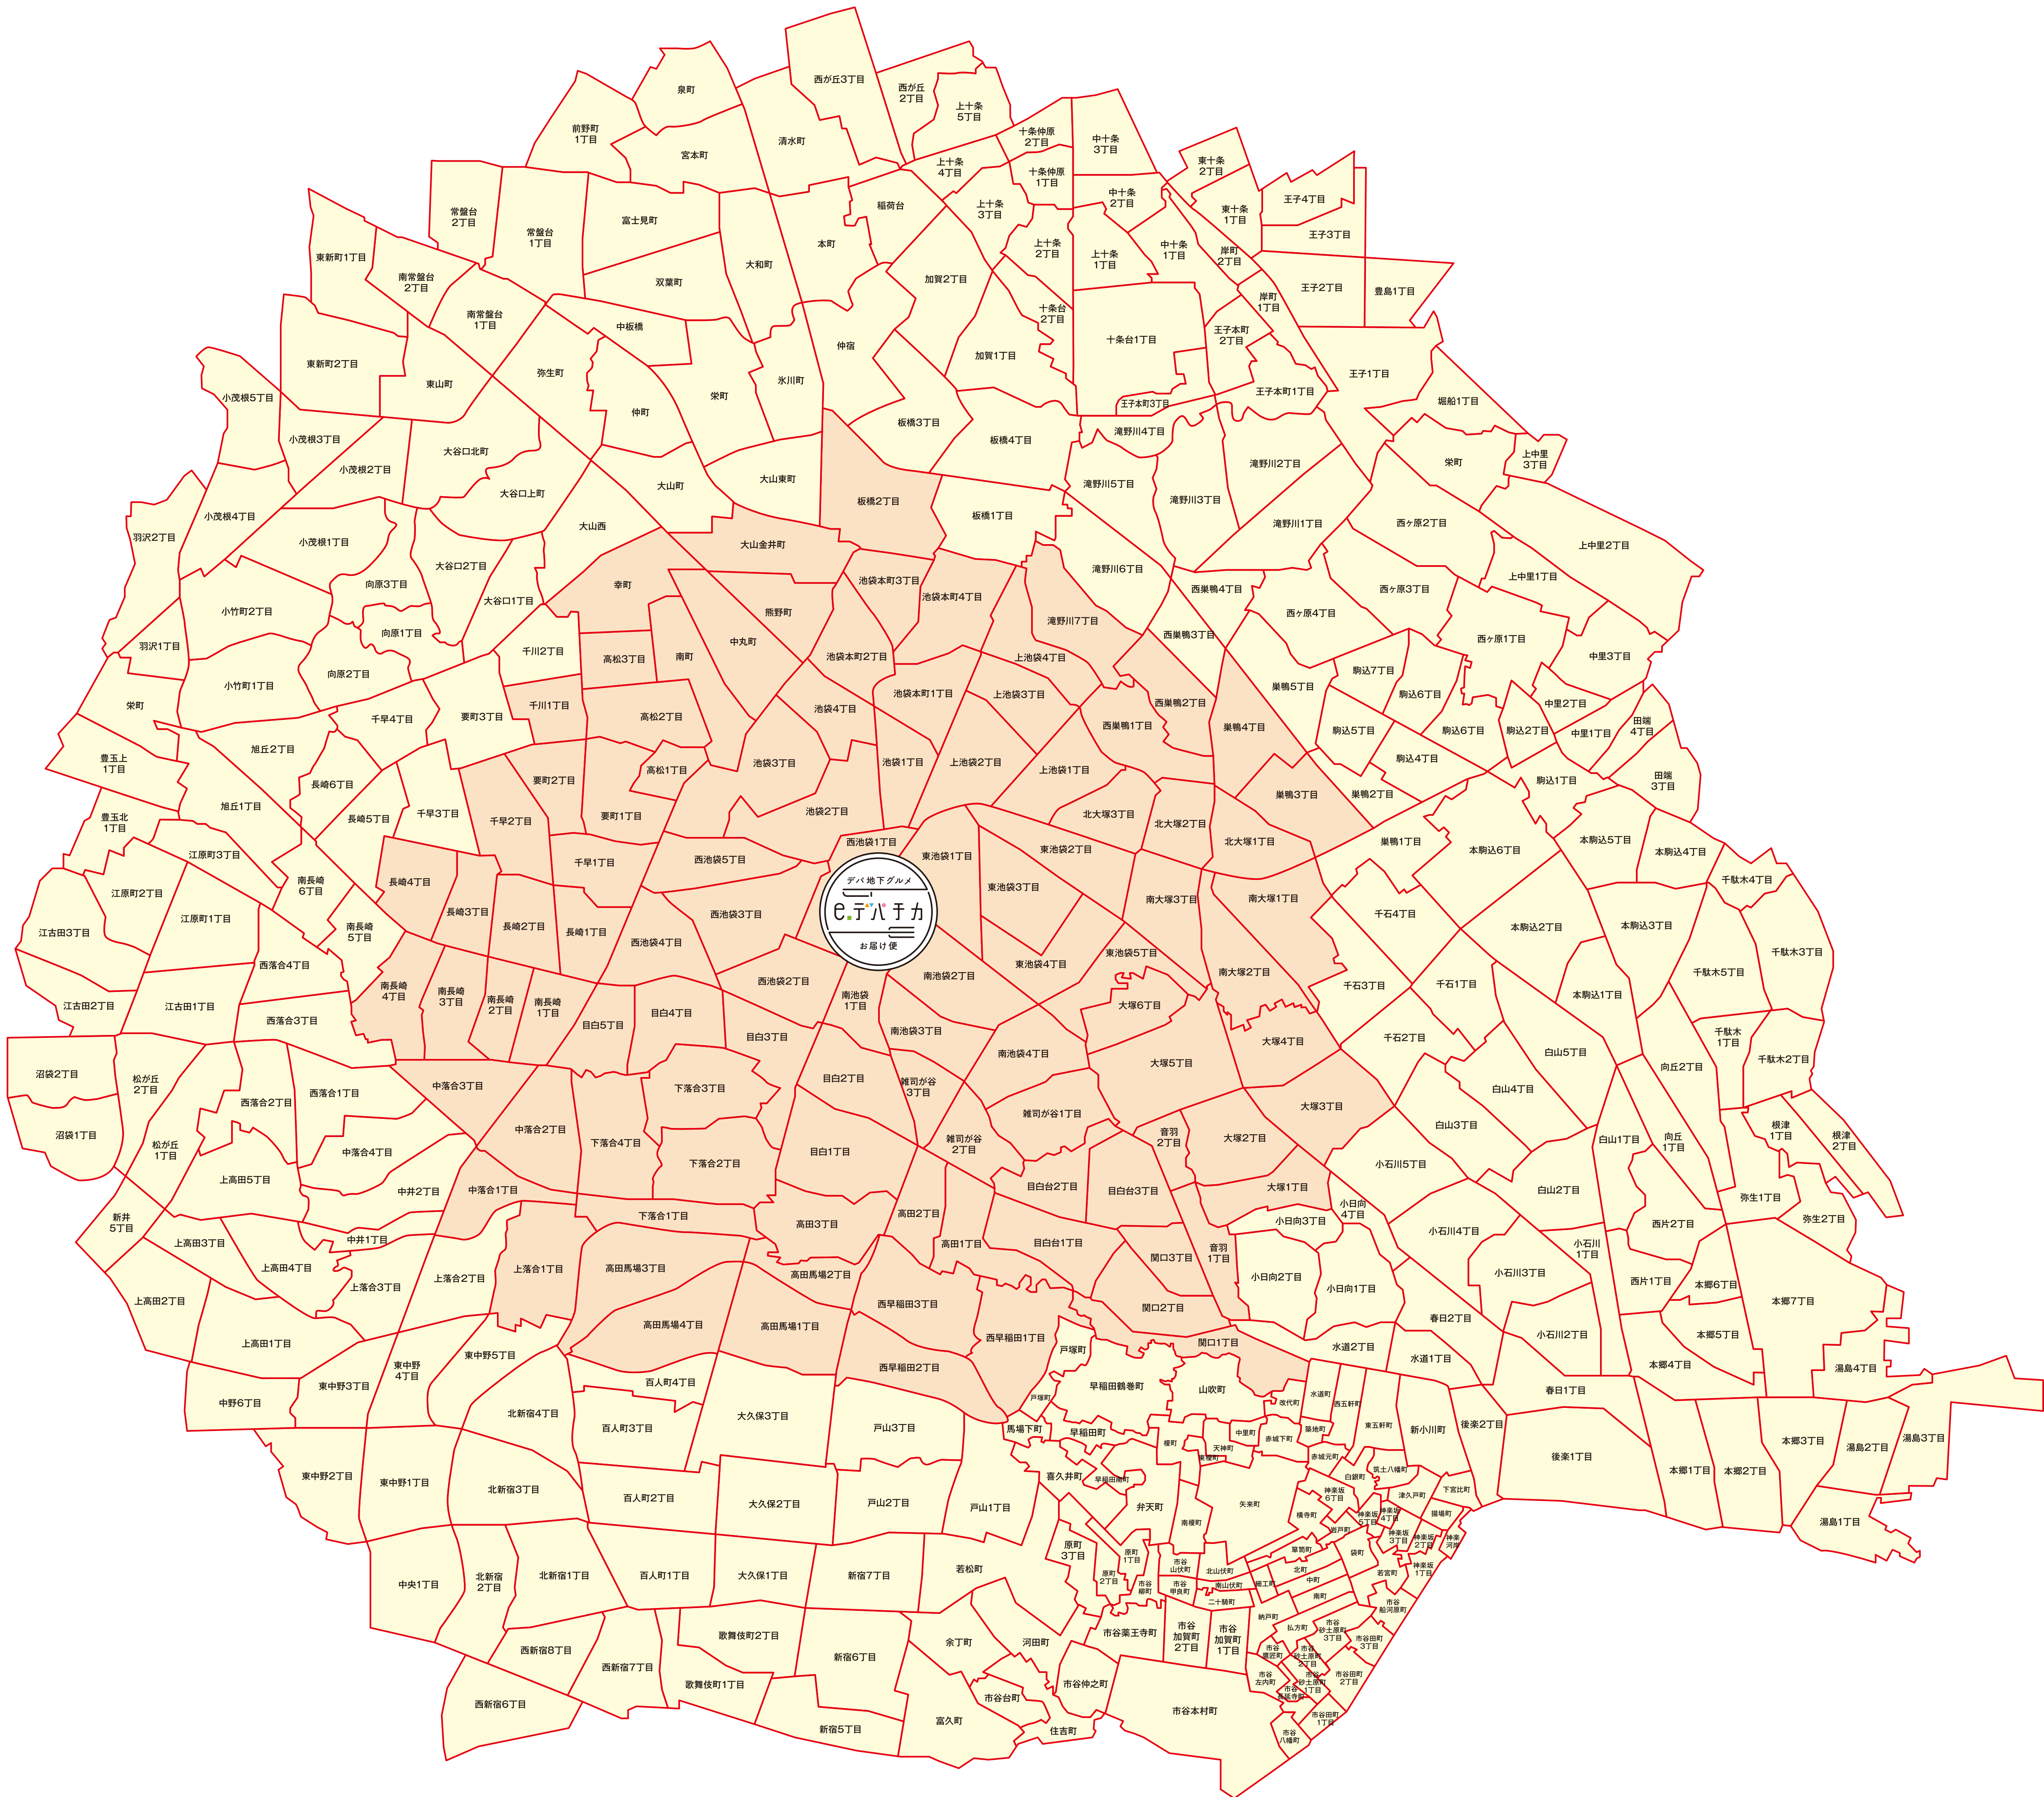 西が丘3丁目
泉町
西が丘
2丁目
上十条
5丁目
前野町
1丁目
清水町
十条仲原
2丁目
中十条
3丁目
宮本町
上十条
4丁目
東十条
2丁目
十条仲原
1丁目
王子4丁目
中十条
2丁目
常盤台
2丁目
富士見町
稲荷台
上十条
3丁目
東十条
1丁目
常盤台
1丁目
本町
王子3丁目
上十条
2丁目
上十条
1丁目
中十条
1丁目
岸町
2丁目
東新町1丁目
大和町
南常盤台
2丁目
双葉町
加賀2丁目
王子2丁目
豊島1丁目
岸町
1丁目
南常盤台
1丁目
中板橋
十条台
2丁目
王子本町
2丁目
十条台1丁目
仲宿
加賀1丁目
東新町2丁目
弥生町
王子1丁目
東山町
氷川町
王子本町1丁目
小茂根5丁目
栄町
堀船1丁目
王子本町3丁目
仲町
板橋3丁目
滝野川4丁目
小茂根3丁目
板橋4丁目
大谷口北町
上中里
3丁目
小茂根2丁目
滝野川2丁目
栄町
大山東町
大山町
滝野川5丁目
大谷口上町
板橋2丁目
滝野川3丁目
小茂根4丁目
板橋1丁目
大山西
滝野川1丁目
西ヶ原2丁目
羽沢2丁目
小茂根1丁目
大山金井町
上中里2丁目
大谷口2丁目
滝野川6丁目
上中里1丁目
向原3丁目
幸町
池袋本町3丁目
西巣鴨4丁目
西ヶ原3丁目
池袋本町4丁目
大谷口1丁目
小竹町2丁目
熊野町
西ヶ原4丁目
滝野川7丁目
向原1丁目
西巣鴨3丁目
西ヶ原1丁目
羽沢1丁目
中丸町
千川2丁目
池袋本町2丁目
上池袋4丁目
中里3丁目
高松3丁目
南町
駒込7丁目
向原2丁目
小竹町1丁目
巣鴨5丁目
池袋本町1丁目
上池袋3丁目
駒込6丁目
西巣鴨2丁目
中里2丁目
栄町
千川1丁目
池袋4丁目
千早4丁目
要町3丁目
高松2丁目
西巣鴨1丁目
巣鴨4丁目
田端
4丁目
駒込5丁目
駒込6丁目
駒込2丁目
中里1丁目
旭丘2丁目
駒込4丁目
豊玉上
1丁目
池袋3丁目
池袋1丁目
上池袋2丁目
高松1丁目
上池袋1丁目
要町2丁目
駒込1丁目
田端
3丁目
長崎6丁目
巣鴨3丁目
巣鴨2丁目
旭丘1丁目
千早3丁目
池袋2丁目
北大塚3丁目
要町1丁目
長崎5丁目
千早2丁目
豊玉北
1丁目
北大塚2丁目
本駒込5丁目
西池袋1丁目
北大塚1丁目
巣鴨1丁目
東池袋2丁目
本駒込6丁目
本駒込4丁目
江原町3丁目
千早1丁目
西池袋5丁目
東池袋1丁目
千駄木4丁目
長崎4丁目
南長崎
6丁目
東池袋3丁目
江原町2丁目
デパ地下グルメ
e.デパチカ
お届け便
南大塚3丁目
南大塚1丁目
長崎3丁目
西池袋3丁目
千石4丁目
江原町1丁目
長崎2丁目
長崎1丁目
南長崎
5丁目
本駒込2丁目
本駒込3丁目
江古田3丁目
西池袋4丁目
東池袋5丁目
千駄木3丁目
西落合4丁目
東池袋4丁目
南大塚2丁目
千駄木5丁目
南池袋2丁目
西池袋2丁目
千石3丁目
千石1丁目
南長崎
4丁目
南長崎
3丁目
南長崎
2丁目
南長崎
1丁目
南池袋
1丁目
本駒込1丁目
江古田2丁目
江古田1丁目
目白4丁目
大塚6丁目
西落合3丁目
目白5丁目
南池袋3丁目
目白3丁目
千石2丁目
千駄木
1丁目
大塚4丁目
南池袋4丁目
白山5丁目
千駄木2丁目
大塚5丁目
向丘2丁目
沼袋2丁目
松が丘
2丁目
目白2丁目
雑司が谷
3丁目
中落合3丁目
下落合3丁目
白山4丁目
西落合1丁目
西落合2丁目
大塚3丁目
雑司が谷1丁目
白山3丁目
沼袋1丁目
中落合2丁目
音羽
2丁目
大塚2丁目
根津
1丁目
根津
2丁目
下落合4丁目
松が丘
1丁目
雑司が谷
2丁目
白山1丁目
向丘
1丁目
中落合4丁目
目白1丁目
下落合2丁目
小石川5丁目
上高田5丁目
目白台2丁目
目白台3丁目
大塚1丁目
中井2丁目
中落合1丁目
白山2丁目
弥生1丁目
小日向
4丁目
下落合1丁目
高田2丁目
新井
5丁目
高田3丁目
小日向3丁目
西片2丁目
弥生2丁目
小石川4丁目
中井1丁目
上高田3丁目
高田1丁目
目白台1丁目
音羽
1丁目
小石川
1丁目
関口3丁目
上高田4丁目
上落合1丁目
高田馬場3丁目
高田馬場2丁目
小石川3丁目
上落合2丁目
小日向2丁目
西片1丁目
上落合3丁目
小日向1丁目
本郷6丁目
上高田2丁目
西早稲田3丁目
関口2丁目
本郷7丁目
春日2丁目
高田馬場4丁目
高田馬場1丁目
小石川2丁目
本郷5丁目
西早稲田1丁目
上高田1丁目
関口1丁目
水道2丁目
戸塚町
東中野5丁目
水道1丁目
本郷4丁目
東中野
4丁目
西早稲田2丁目
湯島4丁目
百人町4丁目
東中野3丁目
早稲田鶴巻町
山吹町
春日1丁目
戸塚町
水道町
中野6丁目
改代町
西五軒町
北新宿4丁目
大久保3丁目
後楽2丁目
東五軒町
百人町3丁目
戸山3丁目
馬場下町
早稲田町
築地町
新小川町
中里町
赤城下町
湯島3丁目
本郷3丁目
榎町
天神町
湯島2丁目
東榎町
赤城元町
後楽1丁目
筑土八幡町
本郷1丁目
本郷2丁目
東中野2丁目
喜久井町
早稲田南町
白銀町
東中野1丁目
北新宿3丁目
下宮比町
神楽坂
6丁目
津久戸町
百人町2丁目
大久保2丁目
戸山2丁目
矢来町
戸山1丁目
弁天町
横寺町
神楽坂
5丁目
神楽坂
4丁目
揚場町
湯島1丁目
南榎町
岩戸町
神楽坂
3丁目
神楽坂
2丁目
神楽
河岸
原町
3丁目
原町
1丁目
箪笥町
袋町
市谷
山伏町
北山伏町
北町
神楽坂
1丁目
若松町
原町
2丁目
若宮町
中央1丁目
北新宿
2丁目
北新宿1丁目
百人町1丁目
大久保1丁目
新宿7丁目
市谷
柳町
市谷
甲良町
南山伏町
細工町
中町
南町
二十騎町
市谷
船河原町
納戸町
払方町
市谷
砂土原町
3丁目
歌舞伎町2丁目
余丁町
河田町
市谷薬王寺町
市谷
加賀町
2丁目
市谷
加賀町
1丁目
市谷田町
3丁目
西新宿8丁目
新宿6丁目
市谷
鷹匠町
市谷
砂土原町
2丁目
西新宿7丁目
市谷
左内町
市谷
砂土原町
1丁目
市谷田町
2丁目
歌舞伎町1丁目
市谷仲之町
市谷
長延寺町
市谷台町
西新宿6丁目
市谷本村町
市谷田町
1丁目
富久町
新宿5丁目
住吉町
市谷
八幡町